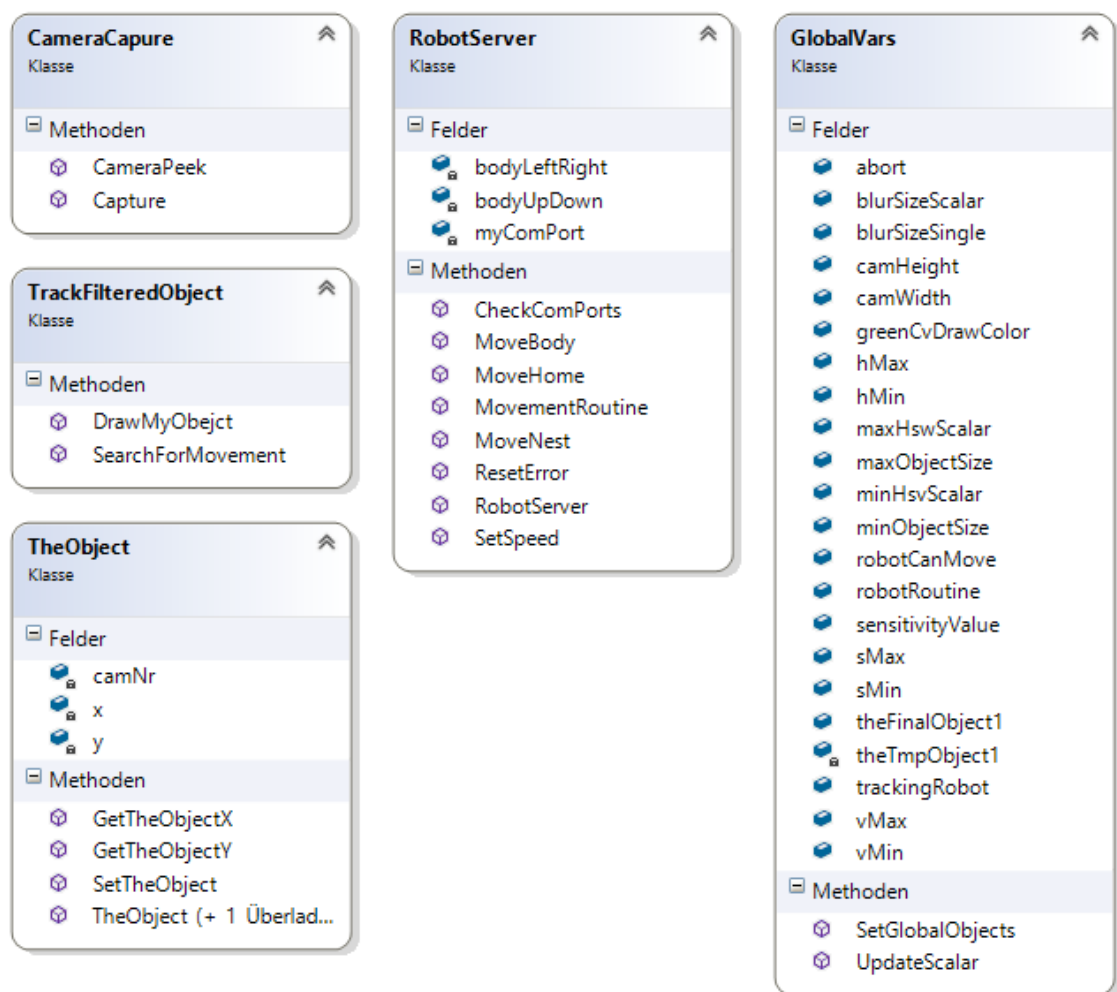 CameraCapure
Klasse
Methoden
CameraPeek
Capture
TrackFilteredObject
Klasse
Methoden
DrawMyObejct
SearchForMovement
TheObject
Klasse
Felder
camNr
x
y
Methoden
GetTheObjectX
GetTheObjectY
SetTheObject
TheObject (+ 1 Überlad...
RobotServer
Klasse
Felder
bodyLeftRight
bodyUpDown
myComPort
Methoden
CheckComPorts
MoveBody
MoveHome
MovementRoutine
MoveNest
ResetError
RobotServer
SetSpeed
GlobalVars
Klasse
Felder
abort
blurSizeScalar
blurSizeSingle
camHeight
camWidth
greenCvDrawColor
hMax
hMin
maxHswScalar
maxObjectSize
minHsvScalar
minObjectSize
robotCanMove
robotRoutine
sensitivityValue
sMax
sMin
theFinalObject1
theTmpObject1
trackingRobot
vMax
vMin
Methoden
SetGlobalObjects
UpdateScalar